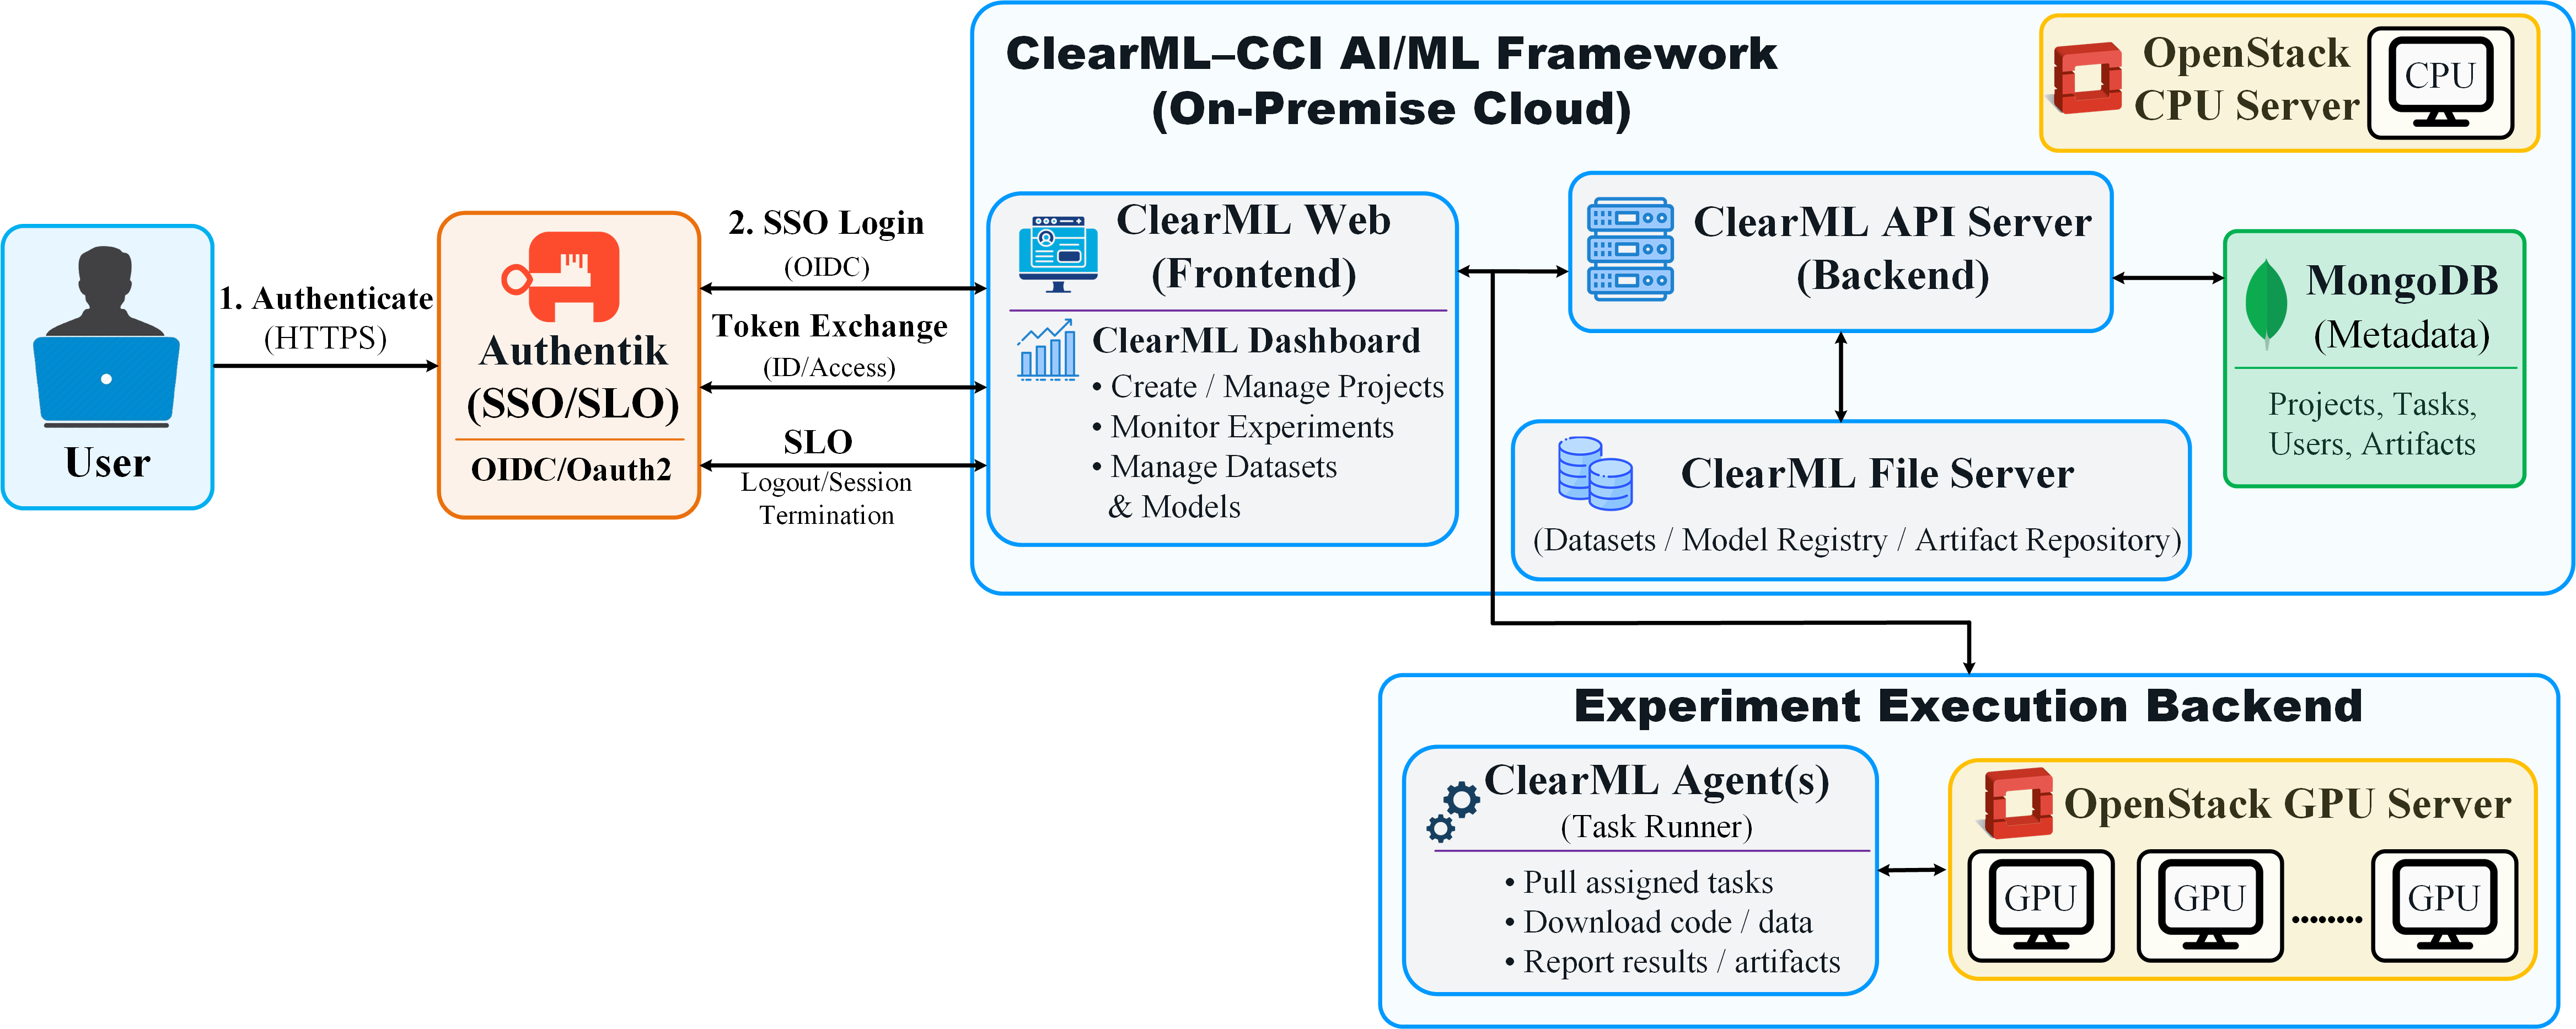 ClearML–CCI AI/ML Framework
(On-Premise Cloud)
OpenStack
CPU Server
CPU
User
1. Authenticate
(HTTPS)
Authentik
(SSO/SLO)
OIDC/Oauth2
2. SSO Login
(OIDC)
Token Exchange
(ID/Access)
SLO
Logout/Session
Termination
ClearML Web
(Frontend)
ClearML Dashboard
• Create / Manage Projects
• Monitor Experiments
• Manage Datasets
& Models
ClearML API Server
(Backend)
MongoDB
(Metadata)
Projects, Tasks,
Users, Artifacts
ClearML File Server
(Datasets / Model Registry / Artifact Repository)
Experiment Execution Backend
ClearML Agent(s)
(Task Runner)
• Pull assigned tasks
• Download code / data
• Report results / artifacts
OpenStack GPU Server
GPU
GPU
GPU